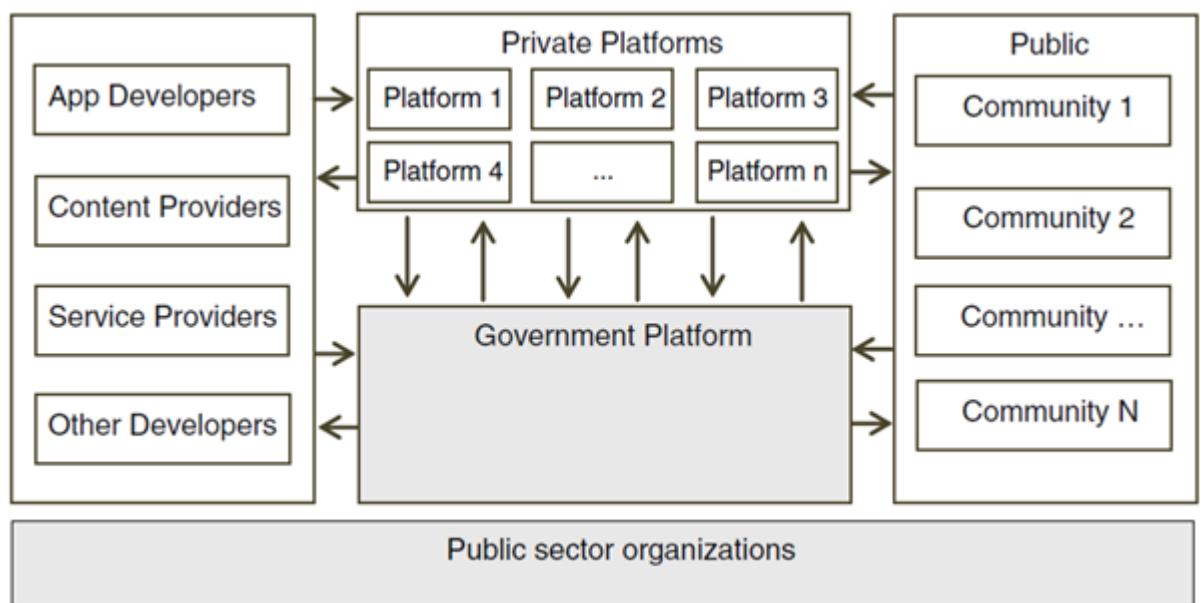 App Developers
Content Providers
Service Providers
Other Developers
Private Platforms
Platform 1
Platform 2
Platform 3
Platform 4
...
Platform n
Government Platform
Public
Community 1
Community 2
Community ...
Community N
Public sector organizations